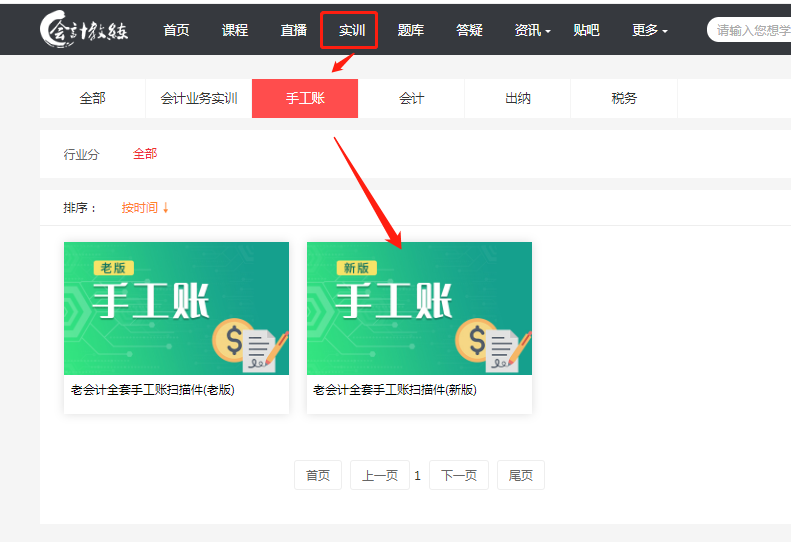 会计教练 首页 课程 直播 实训 题库 答疑 资讯 贴吧 更多 请输入您想学
全部 会计业务实训 手工账 会计 出纳 税务
行业分 全部
排序： 按时间↓
老版
手工账
老会计全套手工账扫描件(老版)
新版
手工账
老会计全套手工账扫描件(新版)
首页 上一页 1 下一页 尾页